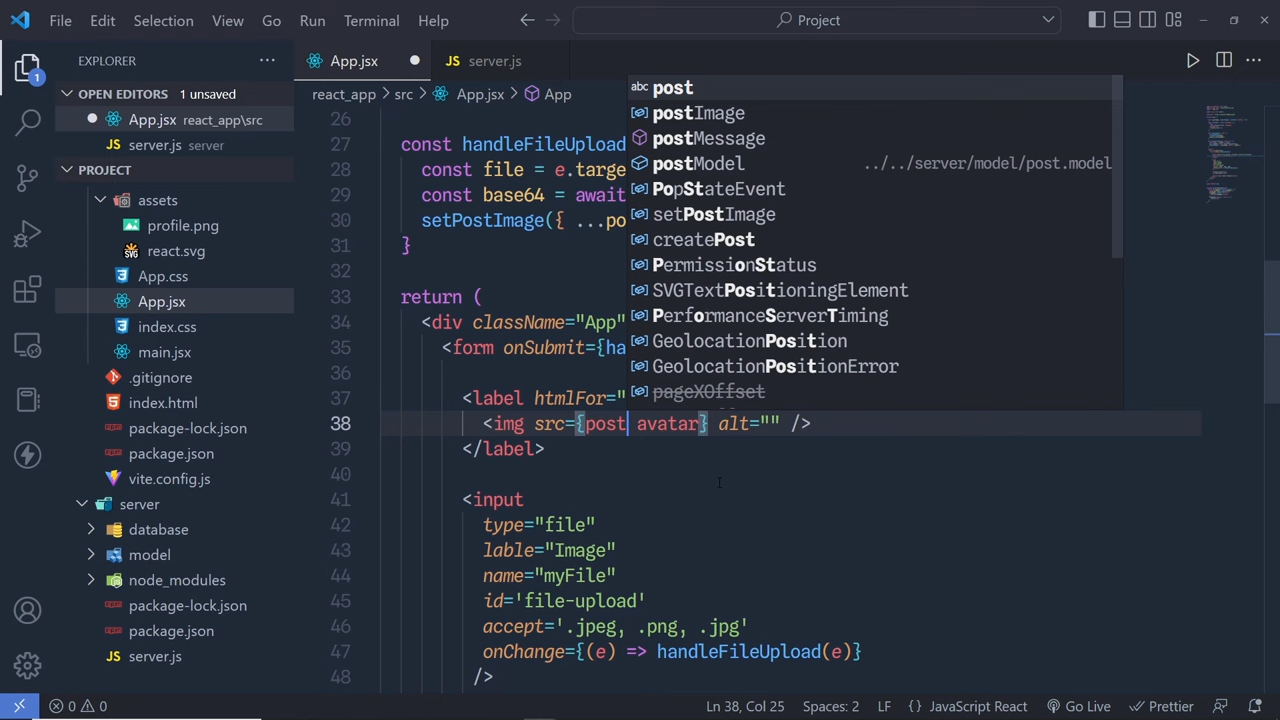 File Edit Selection View Go Run Terminal Help
Project
EXPLORER
1
OPEN EDITORS 1 unsaved
App.jsx react_app\src
JS server.js server
PROJECT
assets
profile.png
react.svg
App.css
App.jsx
index.css
main.jsx
.gitignore
index.html
package-lock.json
package.json
vite.config.js
server
database
model
node_modules
package-lock.json
package.json
JS server.js
App.jsx
JS server.js
react_app > src > App.jsx > App
26
27 const handleFileUpload
28 const file = e.targe
29 const base64 = await
30 setPostImage({ ...po
31 }
32
33 return (
34 <div className="App"
35 <form onSubmit={ha
36
37 <label htmlFor="
38 <img src={post avatar} alt="" />
39 </label>
40
41 <input
42 type="file"
43 lable="Image"
44 name="myFile"
45 id='file-upload'
46 accept='.jpeg, .png, .jpg'
47 onChange={(e) => handleFileUpload(e)}
48 />
abc post
postImage
postMessage
postModel ../../server/model/post.model
PopStateEvent
setPostImage
createPost
PermissionStatus
SVGTextPositioningElement
PerformanceServerTiming
GeolocationPosition
GeolocationPositionError
pageXOffset
0 0
Ln 38, Col 25 Spaces: 2 LF {} JavaScript React Go Live Prettier